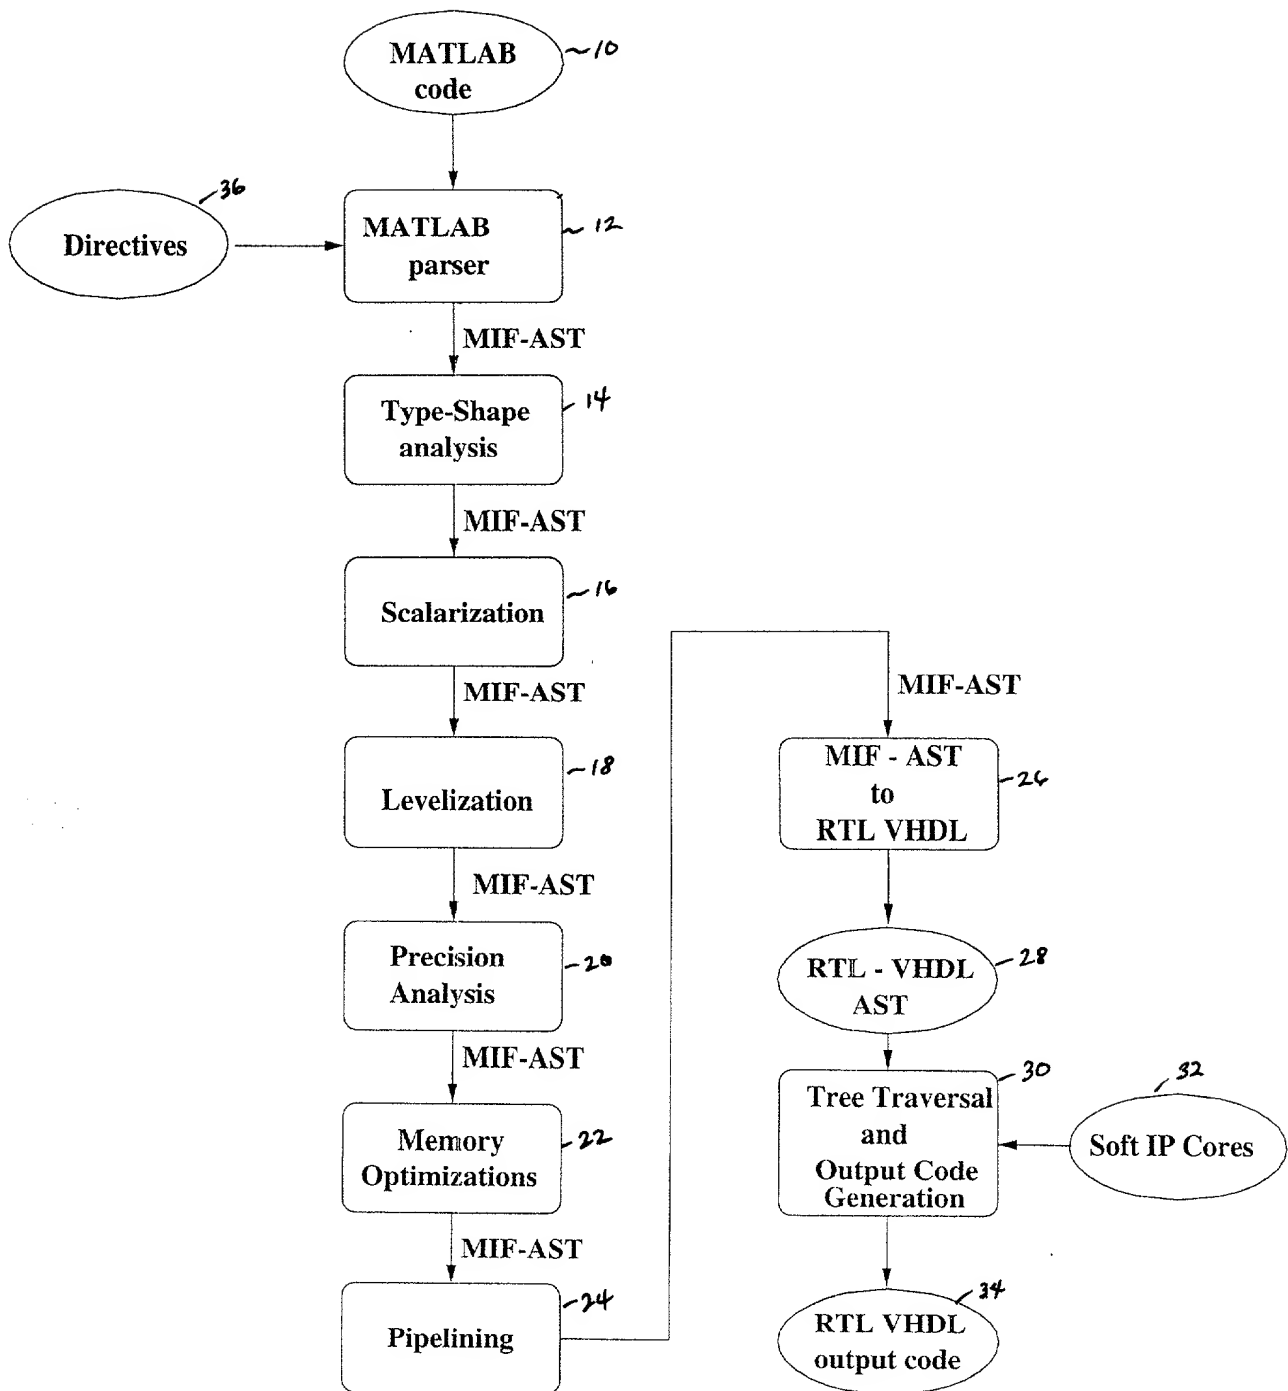 MATLAB
code
10
36
Directives
MATLAB
parser
12
MIF-AST
Type-Shape
analysis
14
MIF-AST
Scalarization
16
MIF-AST
Levelization
18
MIF-AST
Precision
Analysis
20
MIF-AST
Memory
Optimizations
22
MIF-AST
Pipelining
24
MIF-AST
MIF - AST
to
RTL VHDL
26
RTL - VHDL
AST
28
Tree Traversal
and
Output Code
Generation
30
32
Soft IP Cores
RTL VHDL
output code
34